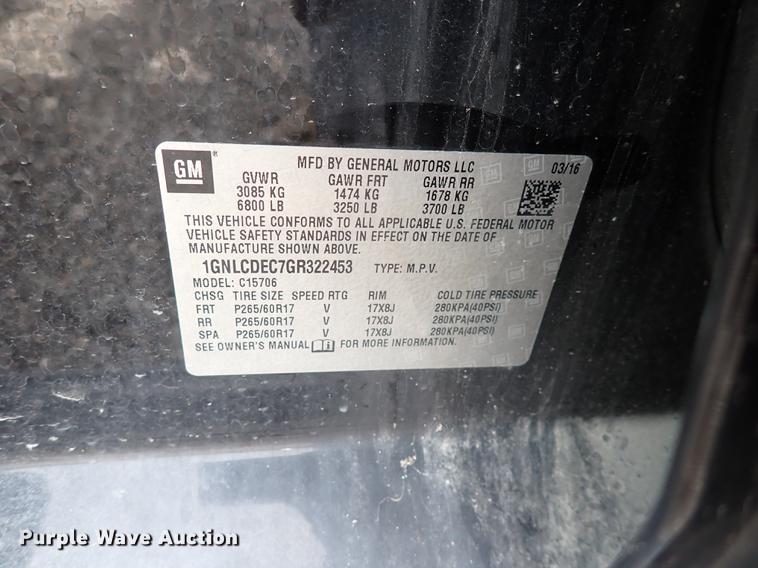 GM ®
MFD BY GENERAL MOTORS LLC 03/16
GVWR GAWR FRT GAWR RR
3085 KG 1474 KG 1678 KG
6800 LB 3250 LB 3700 LB
THIS VEHICLE CONFORMS TO ALL APPLICABLE U.S. FEDERAL MOTOR
VEHICLE SAFETY STANDARDS IN EFFECT ON THE DATE OF
MANUFACTURE SHOWN ABOVE.
1GNLCDEC7GR322453 TYPE: M.P.V.
MODEL: C15706
CHSG TIRE SIZE SPEED RTG RIM COLD TIRE PRESSURE
FRT P265/60R17 V 17X8J 280KPA(40PSI)
RR P265/60R17 V 17X8J 280KPA(40PSI)
SPA P265/60R17 V 17X8J 280KPA(40PSI)
SEE OWNER'S MANUAL FOR MORE INFORMATION.
Purple Wave Auction